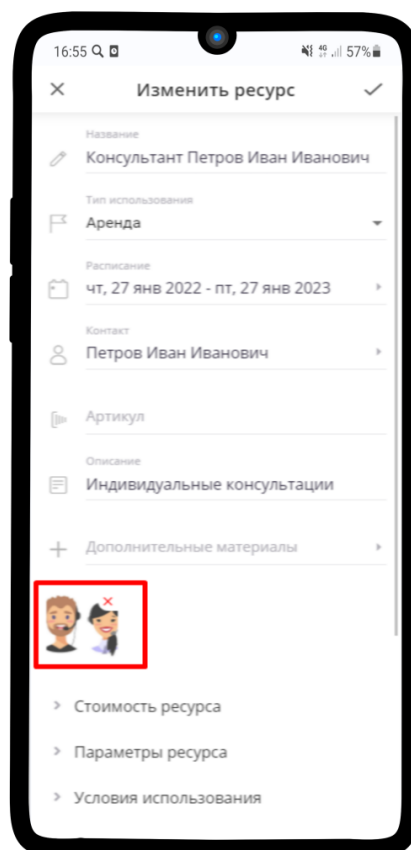 16:55
4G
57%
Изменить ресурс
Название
Консультант Петров Иван Иванович
Тип использования
Аренда
Расписание
чт, 27 янв 2022 - пт, 27 янв 2023
Контакт
Петров Иван Иванович
Артикул
Описание
Индивидуальные консультации
Дополнительные материалы
Стоимость ресурса
Параметры ресурса
Условия использования